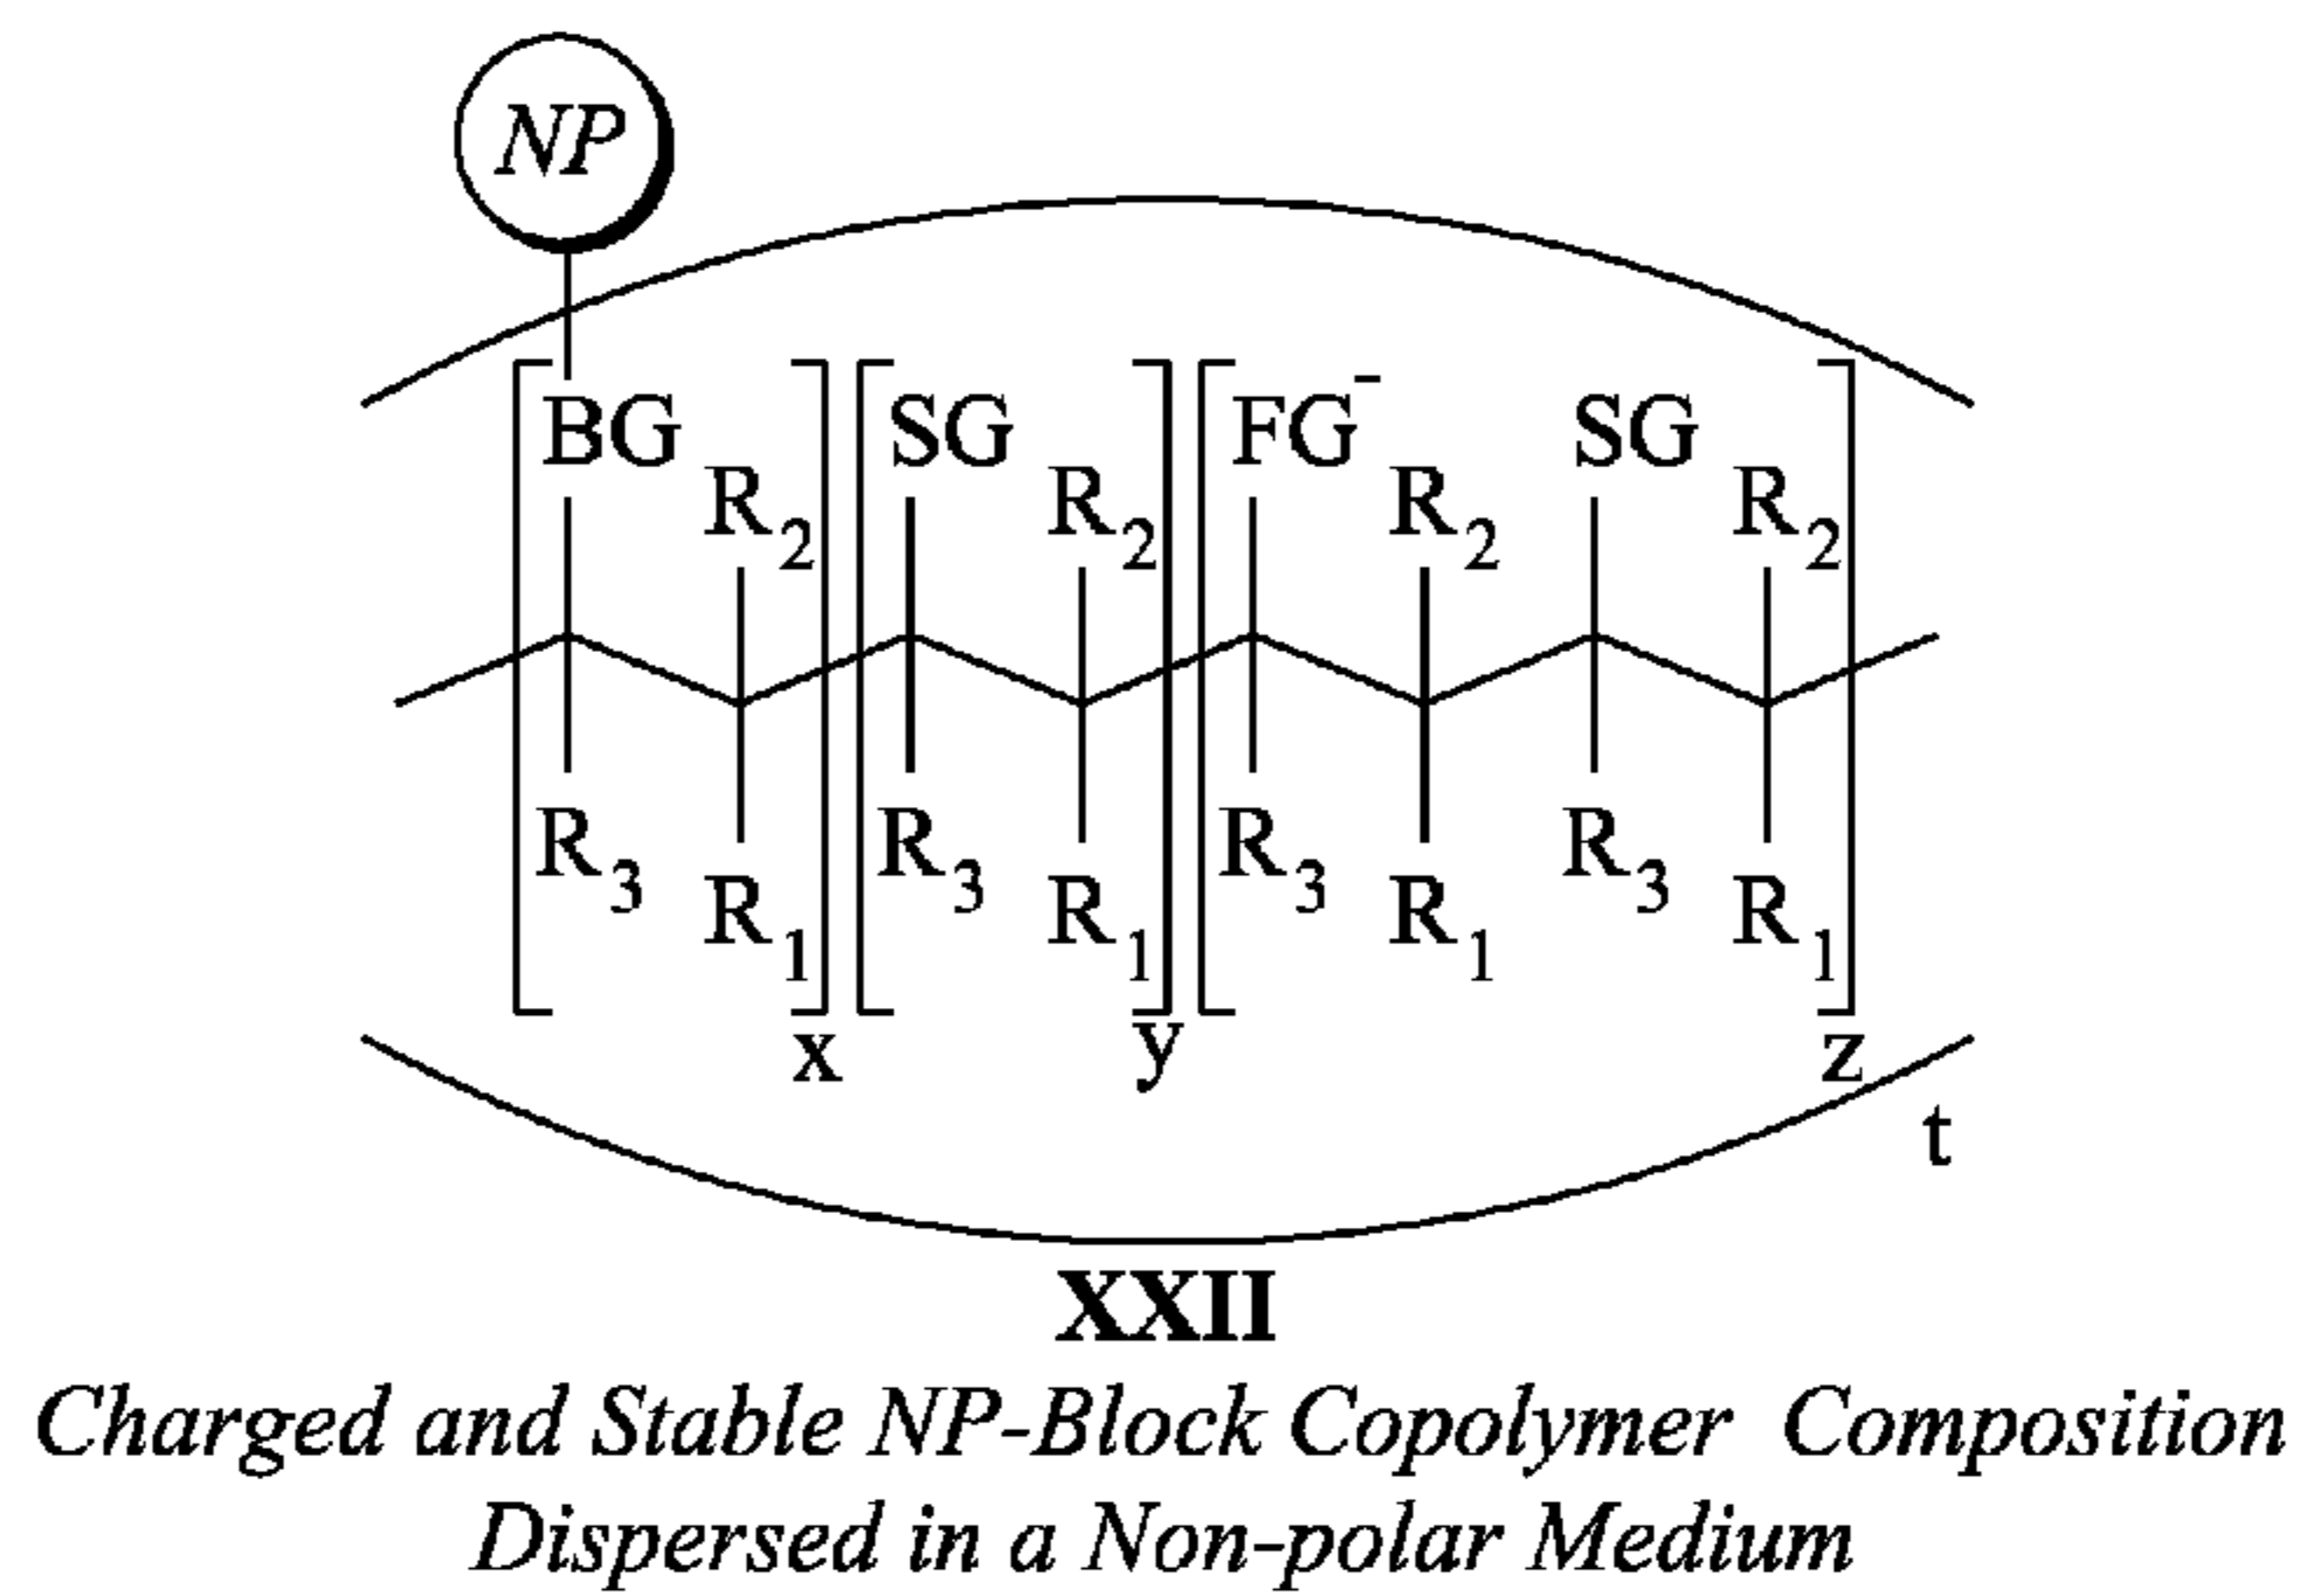 NP
BG SG FG⁻ SG
R₂ R₂ R₂ R₂
R₃ R₃ R₃ R₃
R₁ R₁ R₁ R₁
x y z
t
XXII
Charged and Stable NP-Block Copolymer Composition
Dispersed in a Non-polar Medium